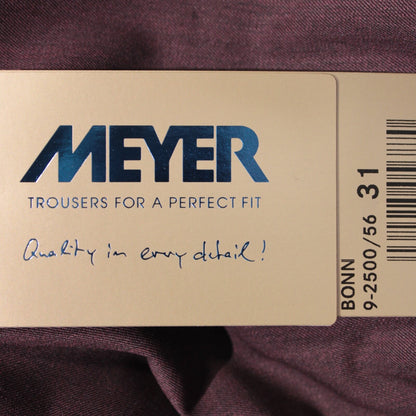 MEYER
TROUSERS FOR A PERFECT FIT
Quality in every detail!
BONN
9-2500/56 31